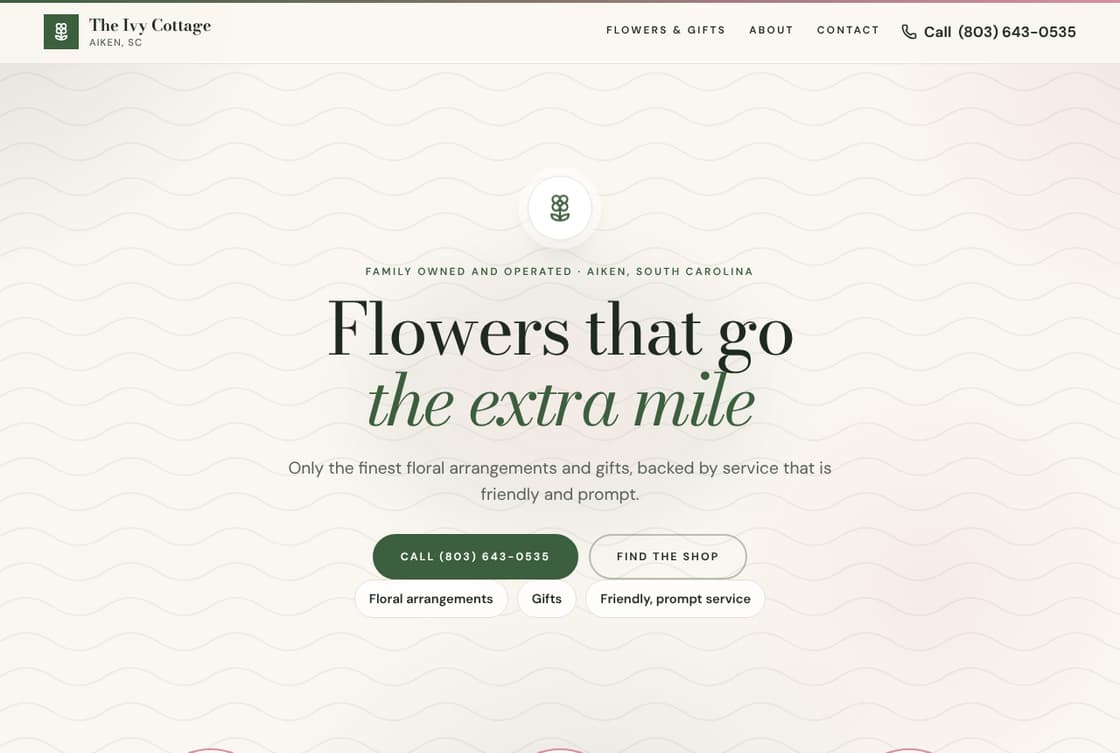 The Ivy Cottage
AIKEN, SC
FLOWERS & GIFTS
ABOUT
CONTACT
Call (803) 643-0535
FAMILY OWNED AND OPERATED · AIKEN, SOUTH CAROLINA
Flowers that go
the extra mile
Only the finest floral arrangements and gifts, backed by service that is
friendly and prompt.
CALL (803) 643-0535
FIND THE SHOP
Floral arrangements
Gifts
Friendly, prompt service